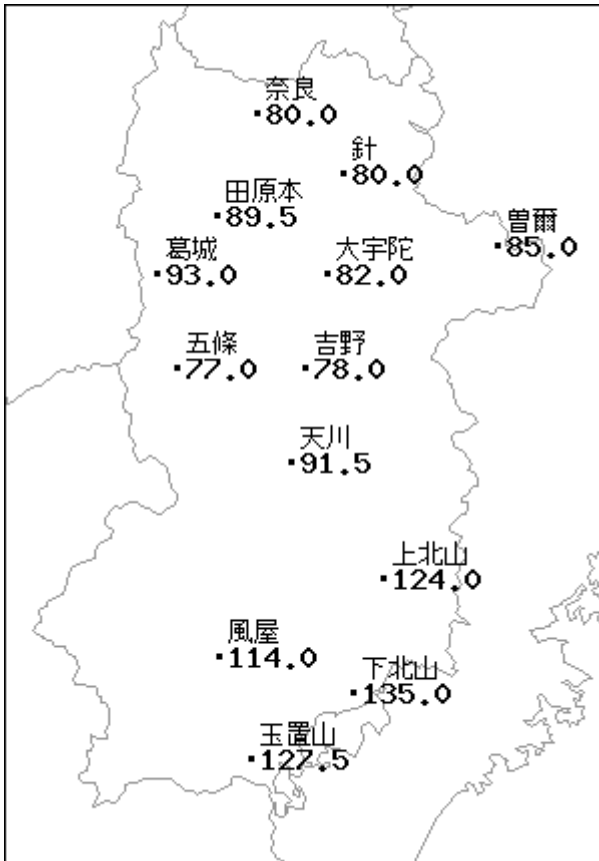 奈良
80.0
針
80.0
田原本
89.5
曽爾
85.0
葛城
93.0
大宇陀
82.0
五條
77.0
吉野
78.0
天川
91.5
上北山
124.0
風屋
114.0
下北山
135.0
玉置山
127.5